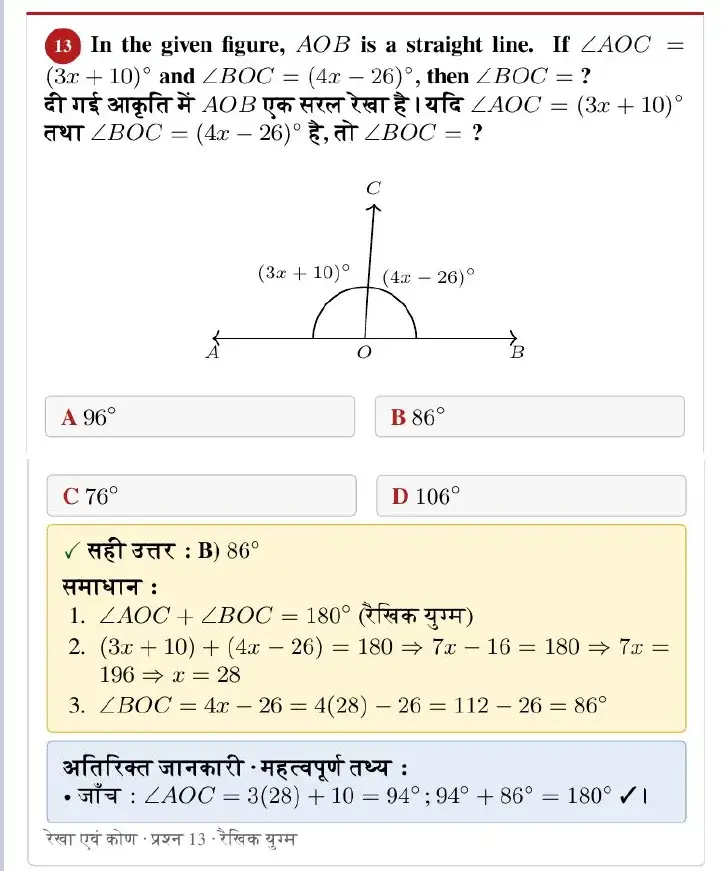 13 In the given figure, AOB is a straight line. If ∠AOC =
(3x + 10)° and ∠BOC = (4x − 26)°, then ∠BOC = ?
दी गई आकृति में AOB एक सरल रेखा है। यदि ∠AOC = (3x + 10)°
तथा ∠BOC = (4x − 26)° है, तो ∠BOC = ?
C
(3x + 10)° (4x − 26)°
A O B
A 96° B 86°
C 76° D 106°
✓ सही उत्तर : B) 86°
समाधान :
1. ∠AOC + ∠BOC = 180° (रैखिक युग्म)
2. (3x + 10) + (4x − 26) = 180 ⇒ 7x − 16 = 180 ⇒ 7x =
196 ⇒ x = 28
3. ∠BOC = 4x − 26 = 4(28) − 26 = 112 − 26 = 86°
अतिरिक्त जानकारी · महत्वपूर्ण तथ्य :
• जाँच : ∠AOC = 3(28) + 10 = 94° ; 94° + 86° = 180° ✓।
रेखा एवं कोण · प्रश्न 13 · रैखिक युग्म